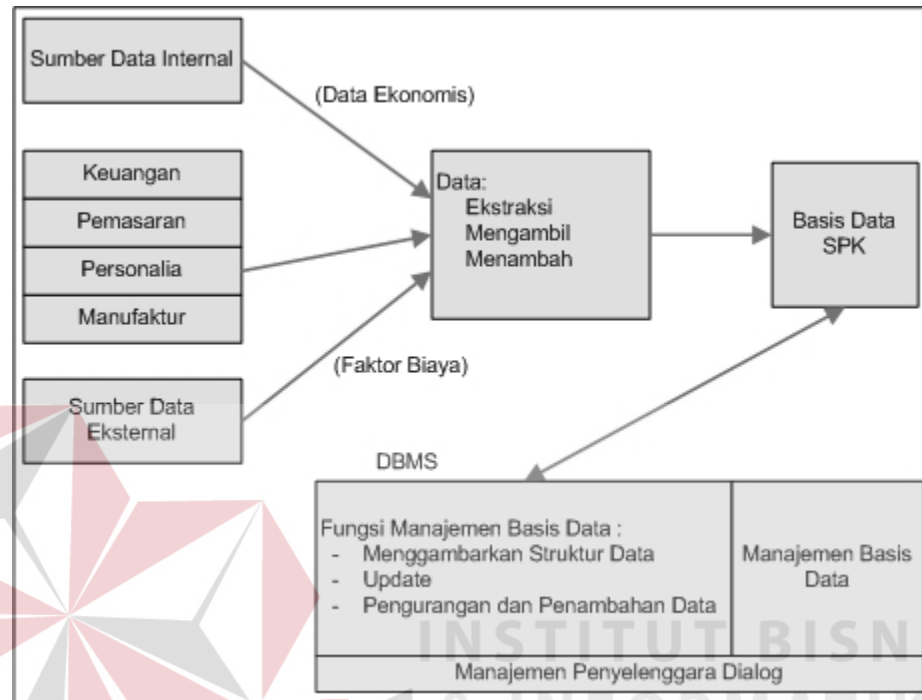 Sumber Data Internal
(Data Ekonomis)
Keuangan
Pemasaran
Personalia
Manufaktur
Data:
Ekstraksi
Mengambil
Menambah
Basis Data
SPK
(Faktor Biaya)
Sumber Data
Eksternal
DBMS
Fungsi Manajemen Basis Data :
- Menggambarkan Struktur Data
- Update
- Pengurangan dan Penambahan Data
Manajemen Basis
Data
INSTITUT BISN
Manajemen Penyelenggara Dialog